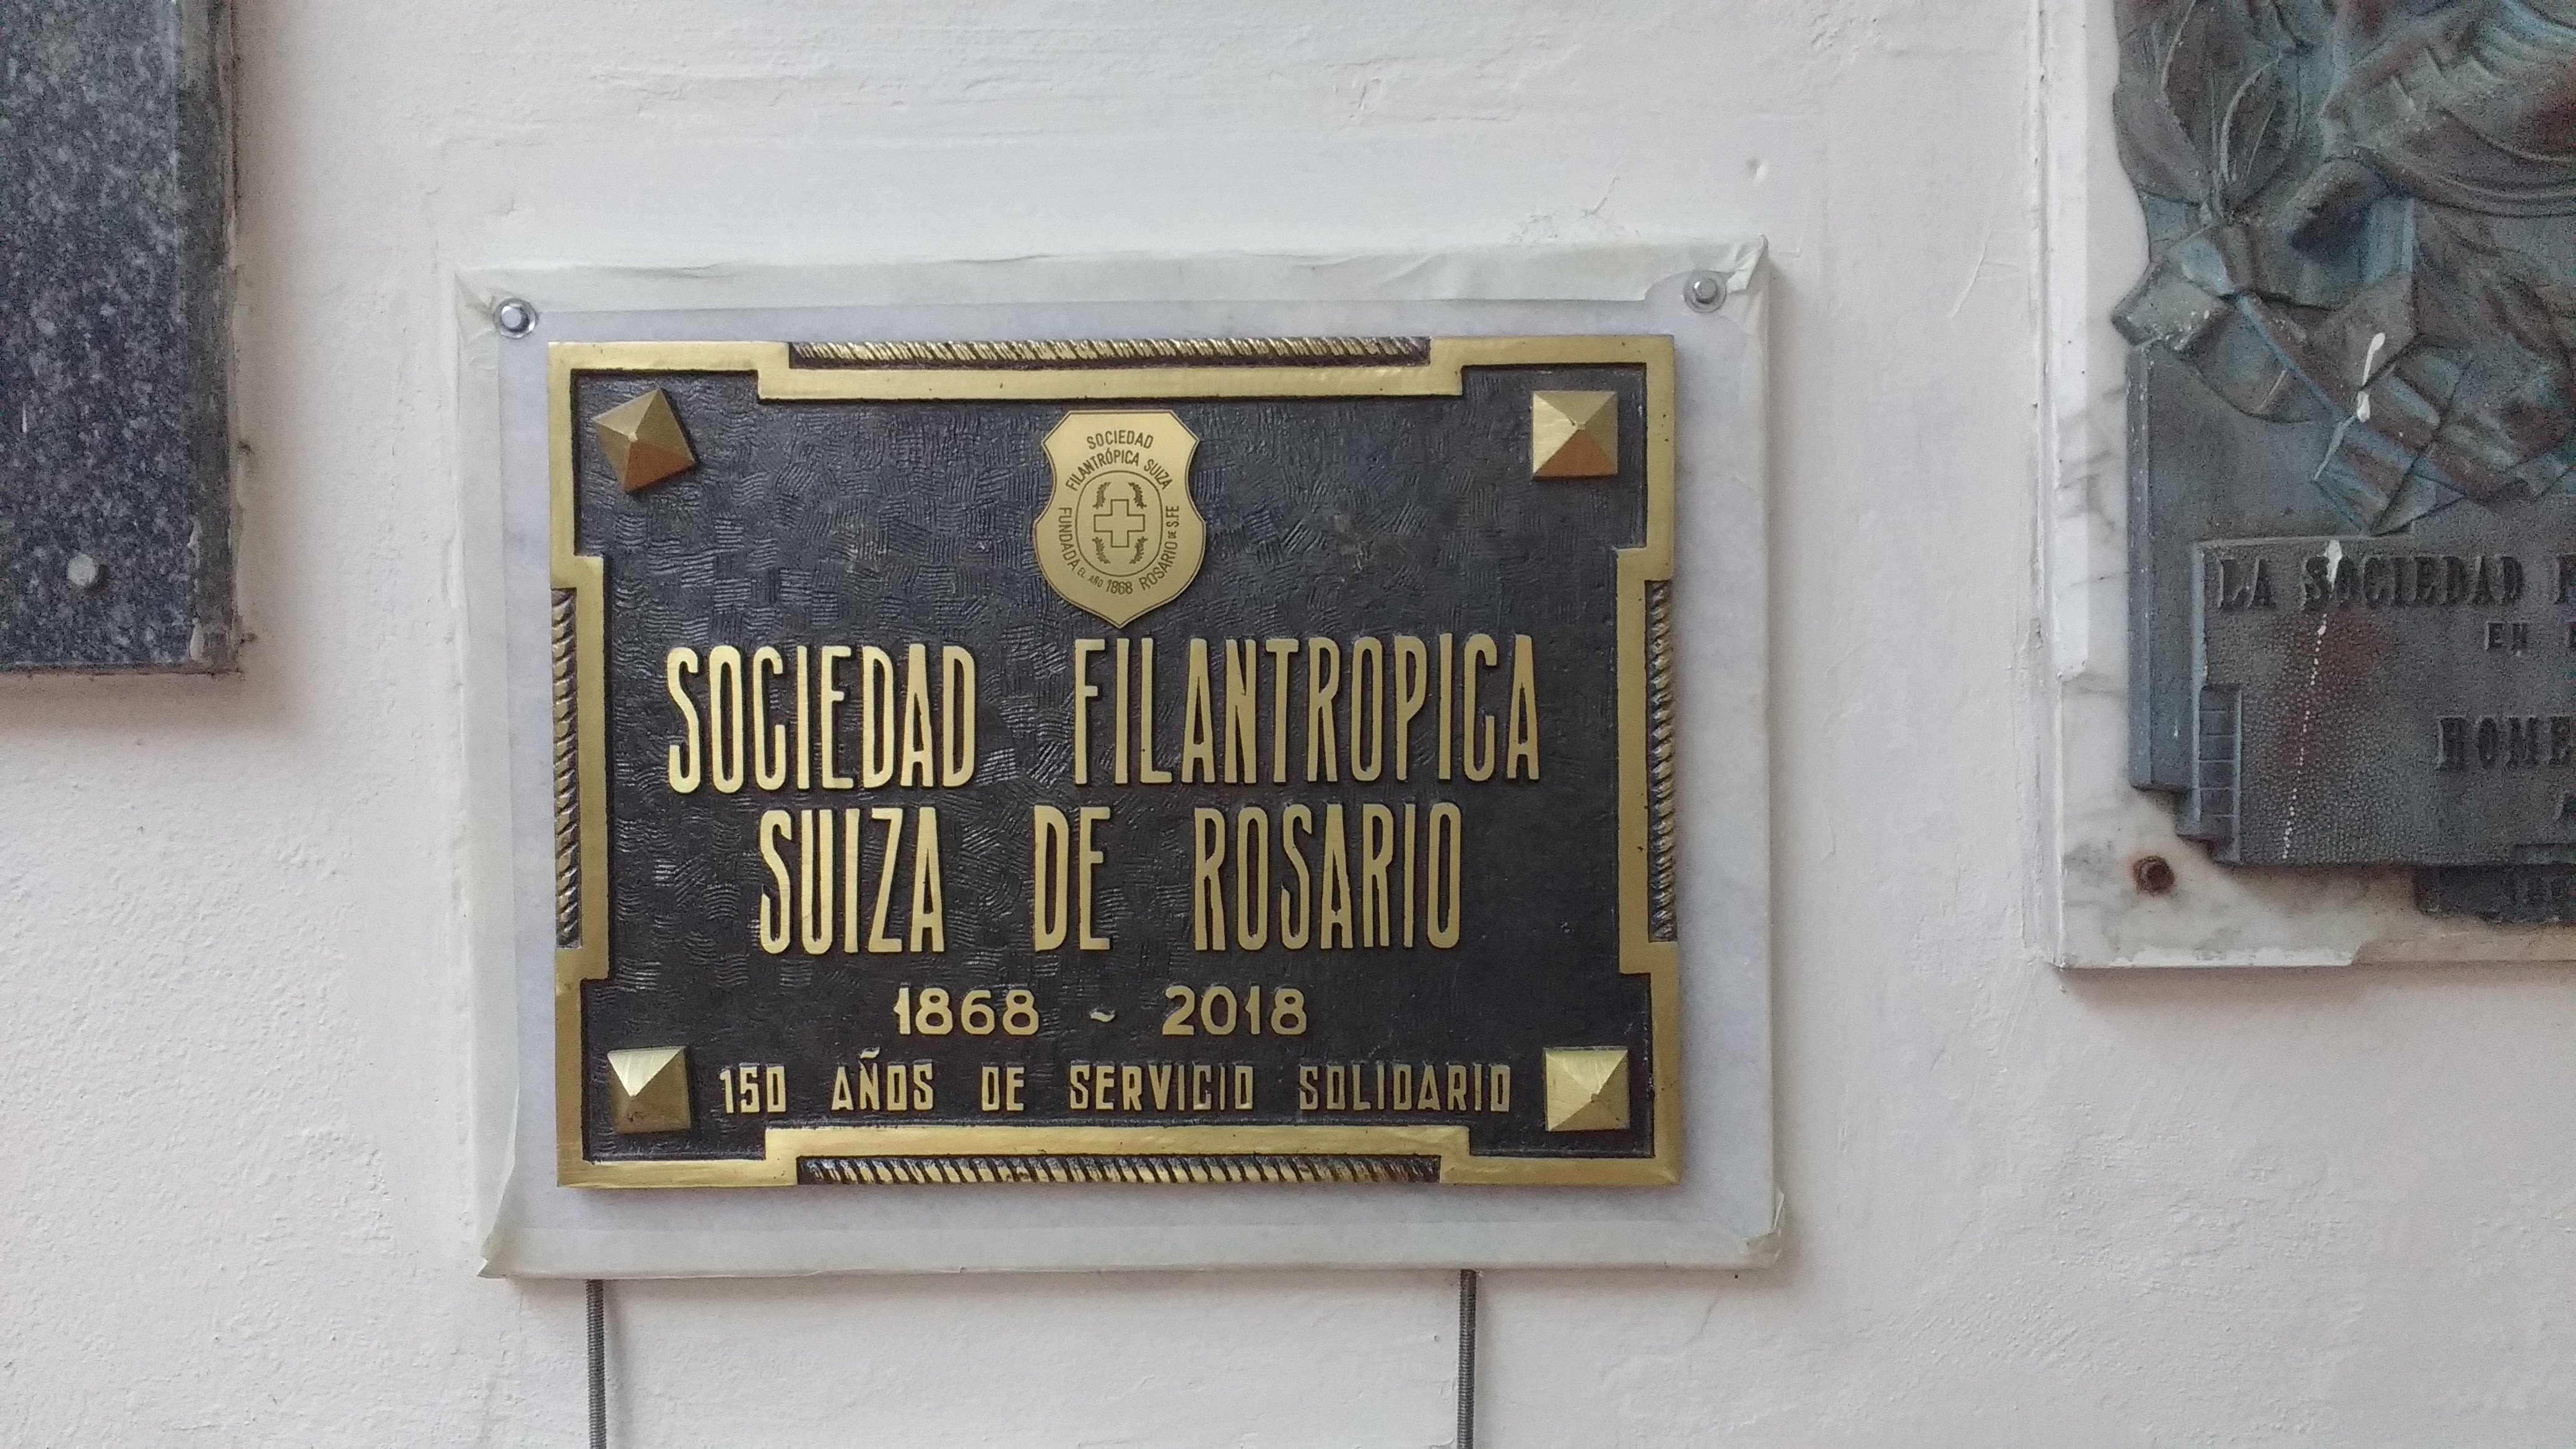 SOCIEDAD
FILANTRÓPICA SUIZA
FUNDADA EL AÑO 1868 ROSARIO DE S.FE
SOCIEDAD FILANTROPICA
SUIZA DE ROSARIO
1868 - 2018
150 AÑOS DE SERVICIO SOLIDARIO
LA SOCIEDAD
EN